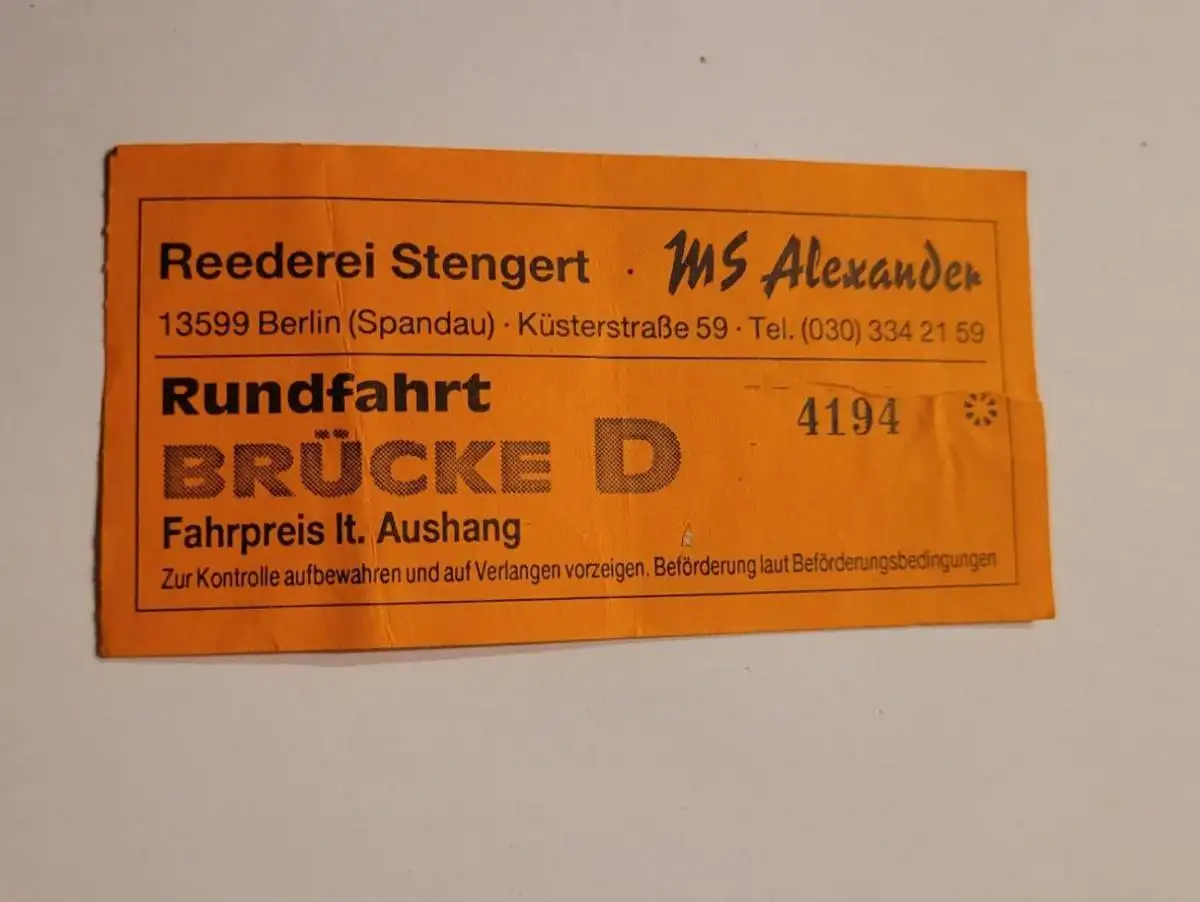 Reederei Stengert · MS Alexander
13599 Berlin (Spandau) · Küsterstraße 59 · Tel. (030) 334 21 59
Rundfahrt
BRÜCKE D
4194
Fahrpreis lt. Aushang
Zur Kontrolle aufbewahren und auf Verlangen vorzeigen. Beförderung laut Beförderungsbedingungen